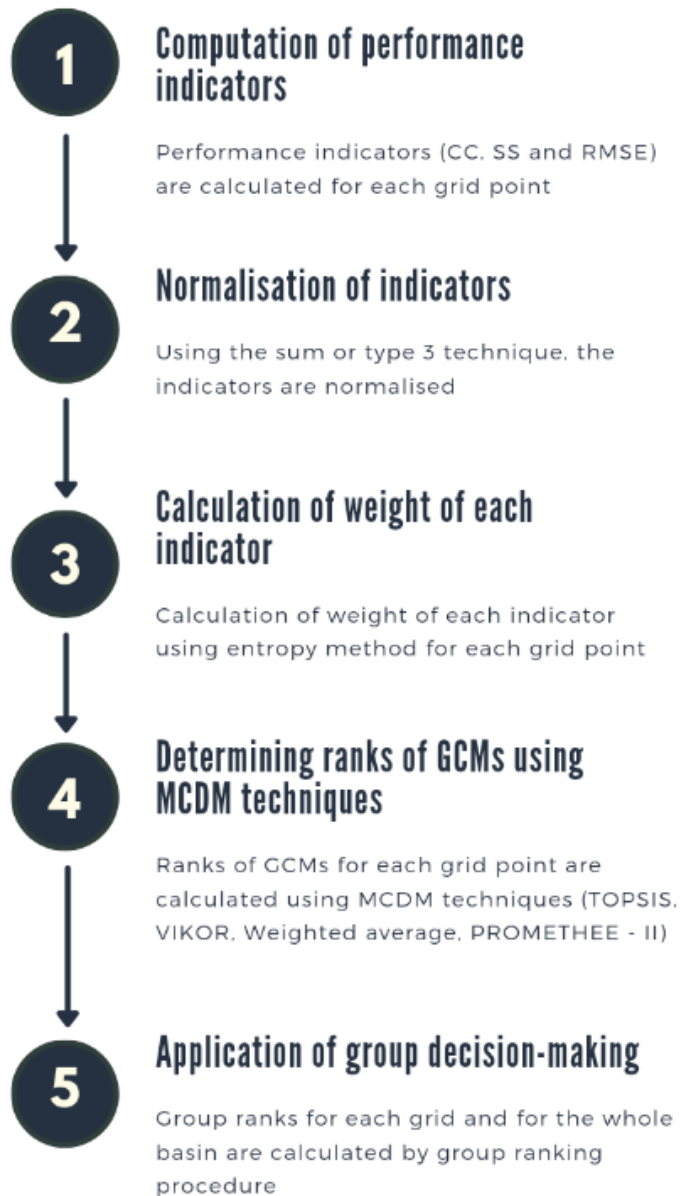 1
Computation of performance
indicators
Performance indicators (CC, SS and RMSE)
are calculated for each grid point
2
Normalisation of indicators
Using the sum or type 3 technique, the
indicators are normalised
3
Calculation of weight of each
indicator
Calculation of weight of each indicator
using entropy method for each grid point
4
Determining ranks of GCMs using
MCDM techniques
Ranks of GCMs for each grid point are
calculated using MCDM techniques (TOPSIS,
VIKOR, Weighted average, PROMETHEE - II)
5
Application of group decision-making
Group ranks for each grid and for the whole
basin are calculated by group ranking
procedure